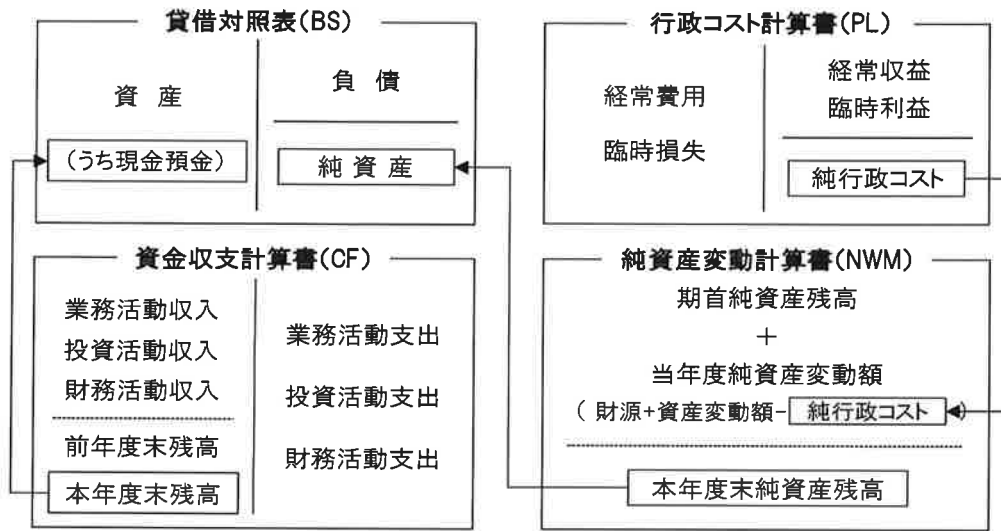 貸借対照表(BS)
資 産
(うち現金預金)
負 債
純 資 産
行政コスト計算書(PL)
経常費用
臨時損失
経常収益
臨時利益
純行政コスト
資金収支計算書(CF)
業務活動収入
投資活動収入
財務活動収入
前年度末残高
本年度末残高
業務活動支出
投資活動支出
財務活動支出
純資産変動計算書(NWM)
期首純資産残高
+
当年度純資産変動額
( 財源+資産変動額-純行政コスト )
本年度末純資産残高